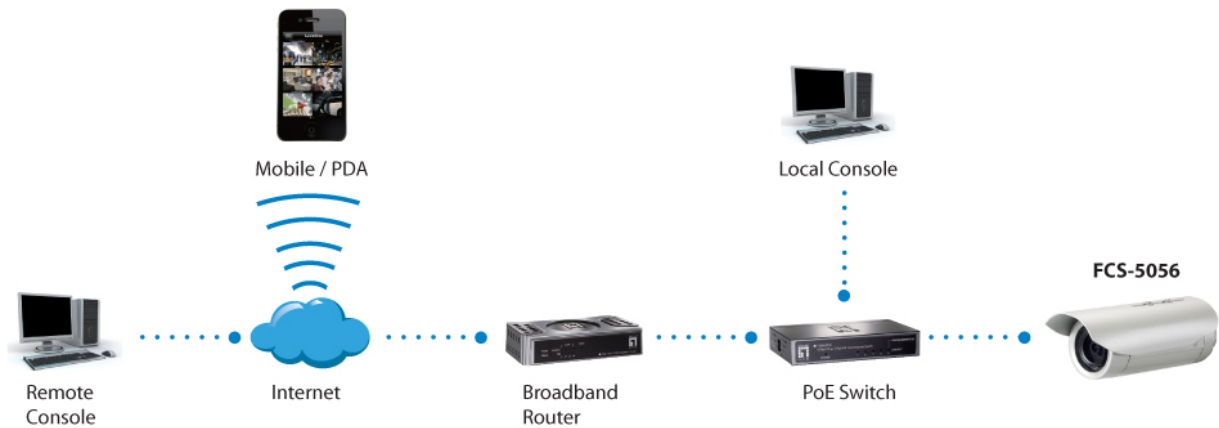 Mobile / PDA
Local Console
FCS-5056
Remote
Console
Internet
Broadband
Router
PoE Switch